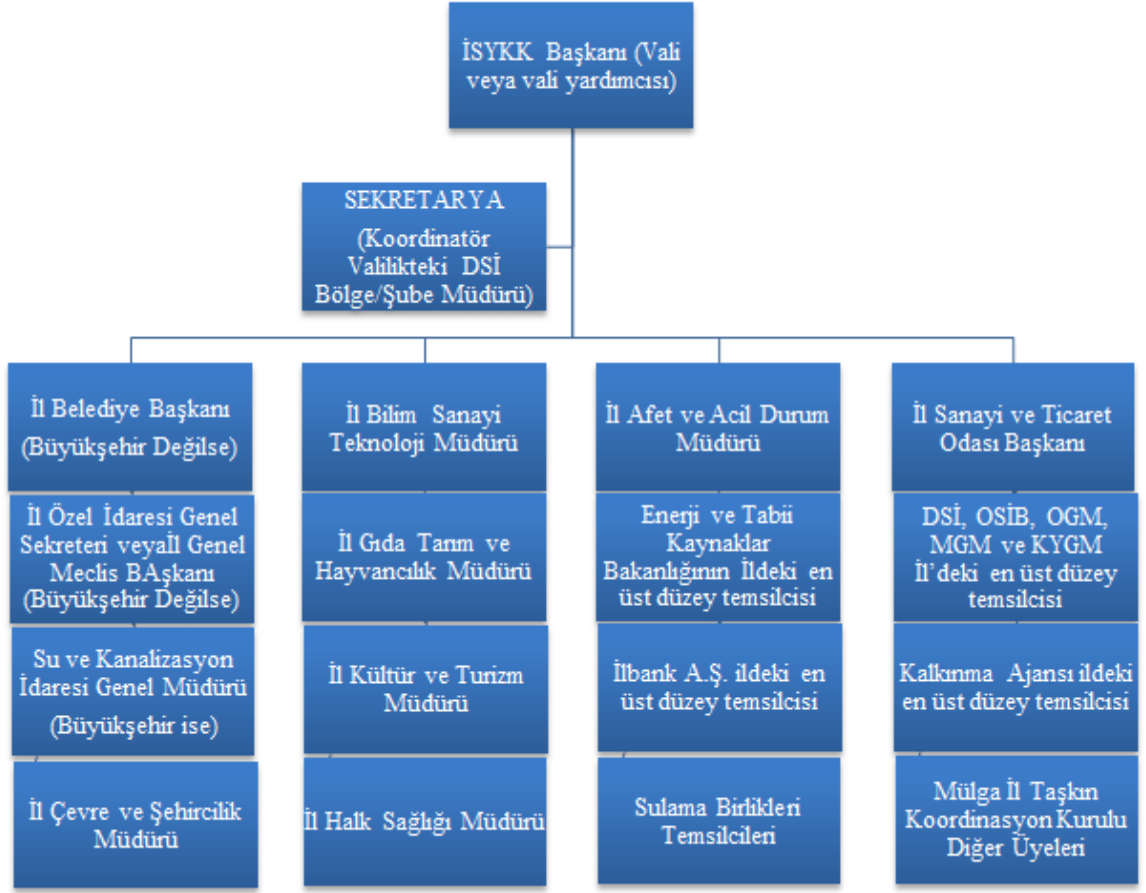 İSYKK Başkanı (Vali
veya vali yardımcısı)
SEKRETARYA
(Koordinatör
Valilikteki DSİ
Bölge/Şube Müdürü)
İl Belediye Başkanı
(Büyükşehir Değilse)
İl Özel İdaresi Genel
Sekreteri veyaİl Genel
Meclis BAşkanı
(Büyükşehir Değilse)
Su ve Kanalizasyon
İdaresi Genel Müdürü
(Büyükşehir ise)
İl Çevre ve Şehircilik
Müdürü
İl Bilim Sanayi
Teknoloji Müdürü
İl Gıda Tarım ve
Hayvancılık Müdürü
İl Kültür ve Turizm
Müdürü
İl Halk Sağlığı Müdürü
İl Afet ve Acil Durum
Müdürü
Enerji ve Tabii
Kaynaklar
Bakanlığının İldeki en
üst düzey temsilcisi
İlbank A.Ş. ildeki en
üst düzey temsilcisi
Sulama Birlikleri
Temsilcileri
İl Sanayi ve Ticaret
Odası Başkanı
DSİ, OSİB, OGM,
MGM ve KYGM
İl'deki en üst düzey
temsilcisi
Kalkınma Ajansı ildeki
en üst düzey temsilcisi
Mülga İl Taşkın
Koordinasyon Kurulu
Diğer Üyeleri